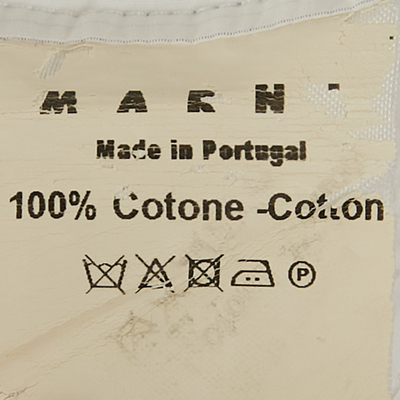 MARNI
Made in Portugal
100% Cotone -Cotton
P